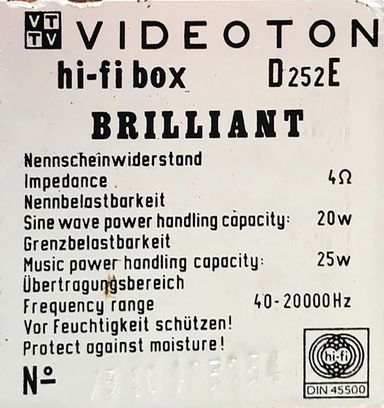 VT
TV VIDEOTON
hi-fi box D252E
BRILLIANT
Nennscheinwiderstand
Impedance 4Ω
Nennbelastbarkeit
Sine wave power handling capacity: 20w
Grenzbelastbarkeit
Music power handling capacity: 25w
Übertragungsbereich
Frequency range 40-20000Hz
Vor Feuchtigkeit schützen!
Protect against moisture!
hi-fi
DIN 45500
Nº